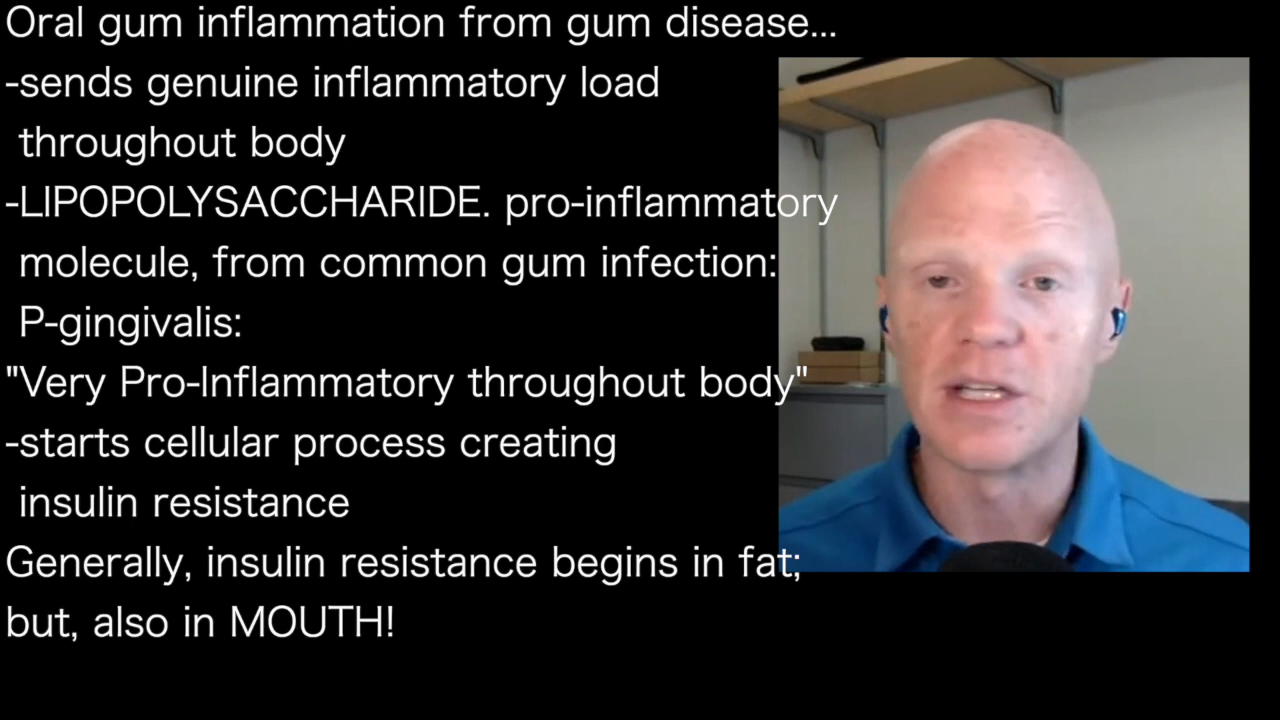 Oral gum inflammation from gum disease...
-sends genuine inflammatory load
throughout body
-LIPOPOLYSACCHARIDE. pro-inflammatory
molecule, from common gum infection:
P-gingivalis:
"Very Pro-Inflammatory throughout body"
-starts cellular process creating
insulin resistance
Generally, insulin resistance begins in fat;
but, also in MOUTH!